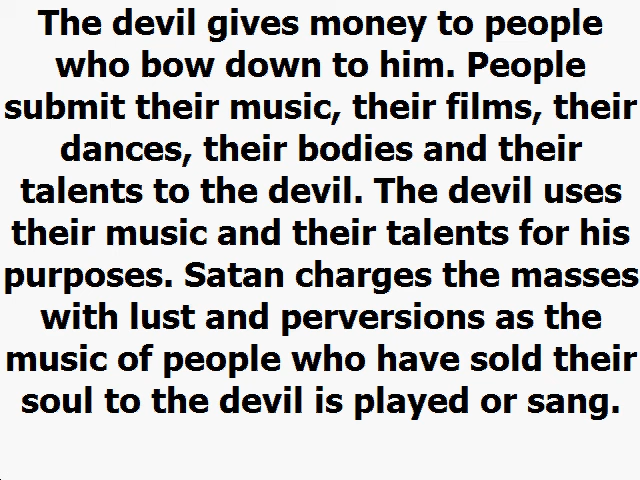 The devil gives money to people
who bow down to him. People
submit their music, their films, their
dances, their bodies and their
talents to the devil. The devil uses
their music and their talents for his
purposes. Satan charges the masses
with lust and perversions as the
music of people who have sold their
soul to the devil is played or sang.